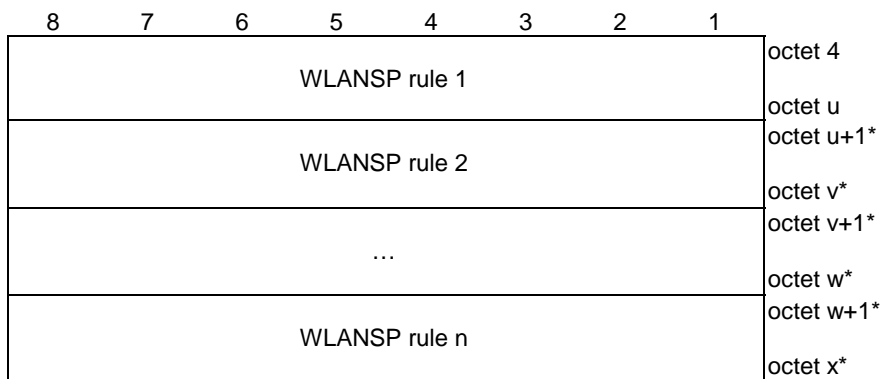 8 7 6 5 4 3 2 1
octet 4
WLANSP rule 1
octet u
octet u+1*
WLANSP rule 2
octet v*
octet v+1*
…
octet w*
octet w+1*
WLANSP rule n
octet x*